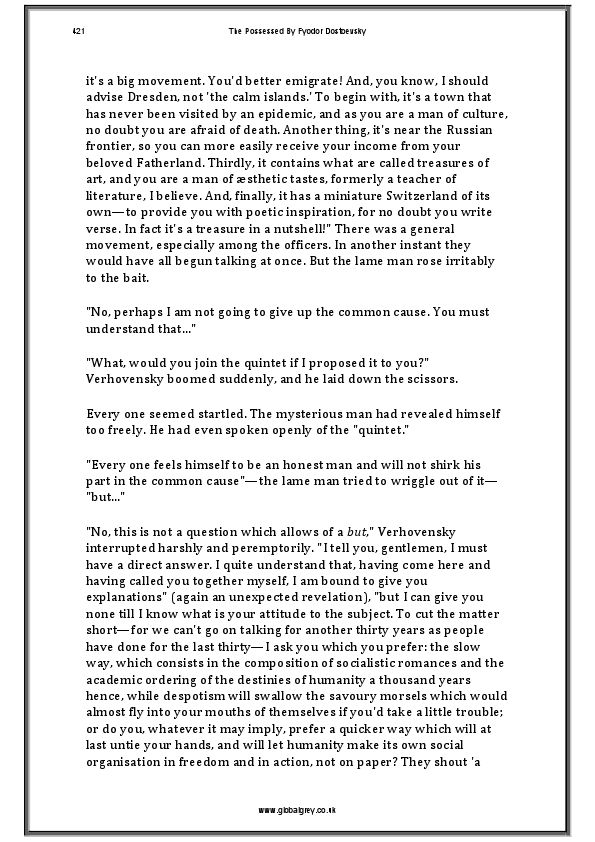 421 The Possessed By Fyodor Dostoevsky
it's a big movement. You'd better emigrate! And, you know, I should
advise Dresden, not 'the calm islands.' To begin with, it's a town that
has never been visited by an epidemic, and as you are a man of culture,
no doubt you are afraid of death. Another thing, it's near the Russian
frontier, so you can more easily receive your income from your
beloved Fatherland. Thirdly, it contains what are called treasures of
art, and you are a man of æsthetic tastes, formerly a teacher of
literature, I believe. And, finally, it has a miniature Switzerland of its
own—to provide you with poetic inspiration, for no doubt you write
verse. In fact it's a treasure in a nutshell!" There was a general
movement, especially among the officers. In another instant they
would have all begun talking at once. But the lame man rose irritably
to the bait.
"No, perhaps I am not going to give up the common cause. You must
understand that..."
"What, would you join the quintet if I proposed it to you?"
Verhovensky boomed suddenly, and he laid down the scissors.
Every one seemed startled. The mysterious man had revealed himself
too freely. He had even spoken openly of the "quintet."
"Every one feels himself to be an honest man and will not shirk his
part in the common cause"—the lame man tried to wriggle out of it—
"but..."
"No, this is not a question which allows of a but," Verhovensky
interrupted harshly and peremptorily. "I tell you, gentlemen, I must
have a direct answer. I quite understand that, having come here and
having called you together myself, I am bound to give you
explanations" (again an unexpected revelation), "but I can give you
none till I know what is your attitude to the subject. To cut the matter
short—for we can't go on talking for another thirty years as people
have done for the last thirty—I ask you which you prefer: the slow
way, which consists in the composition of socialistic romances and the
academic ordering of the destinies of humanity a thousand years
hence, while despotism will swallow the savoury morsels which would
almost fly into your mouths of themselves if you'd take a little trouble;
or do you, whatever it may imply, prefer a quicker way which will at
last untie your hands, and will let humanity make its own social
organisation in freedom and in action, not on paper? They shout 'a
www.globalgrey.co.uk